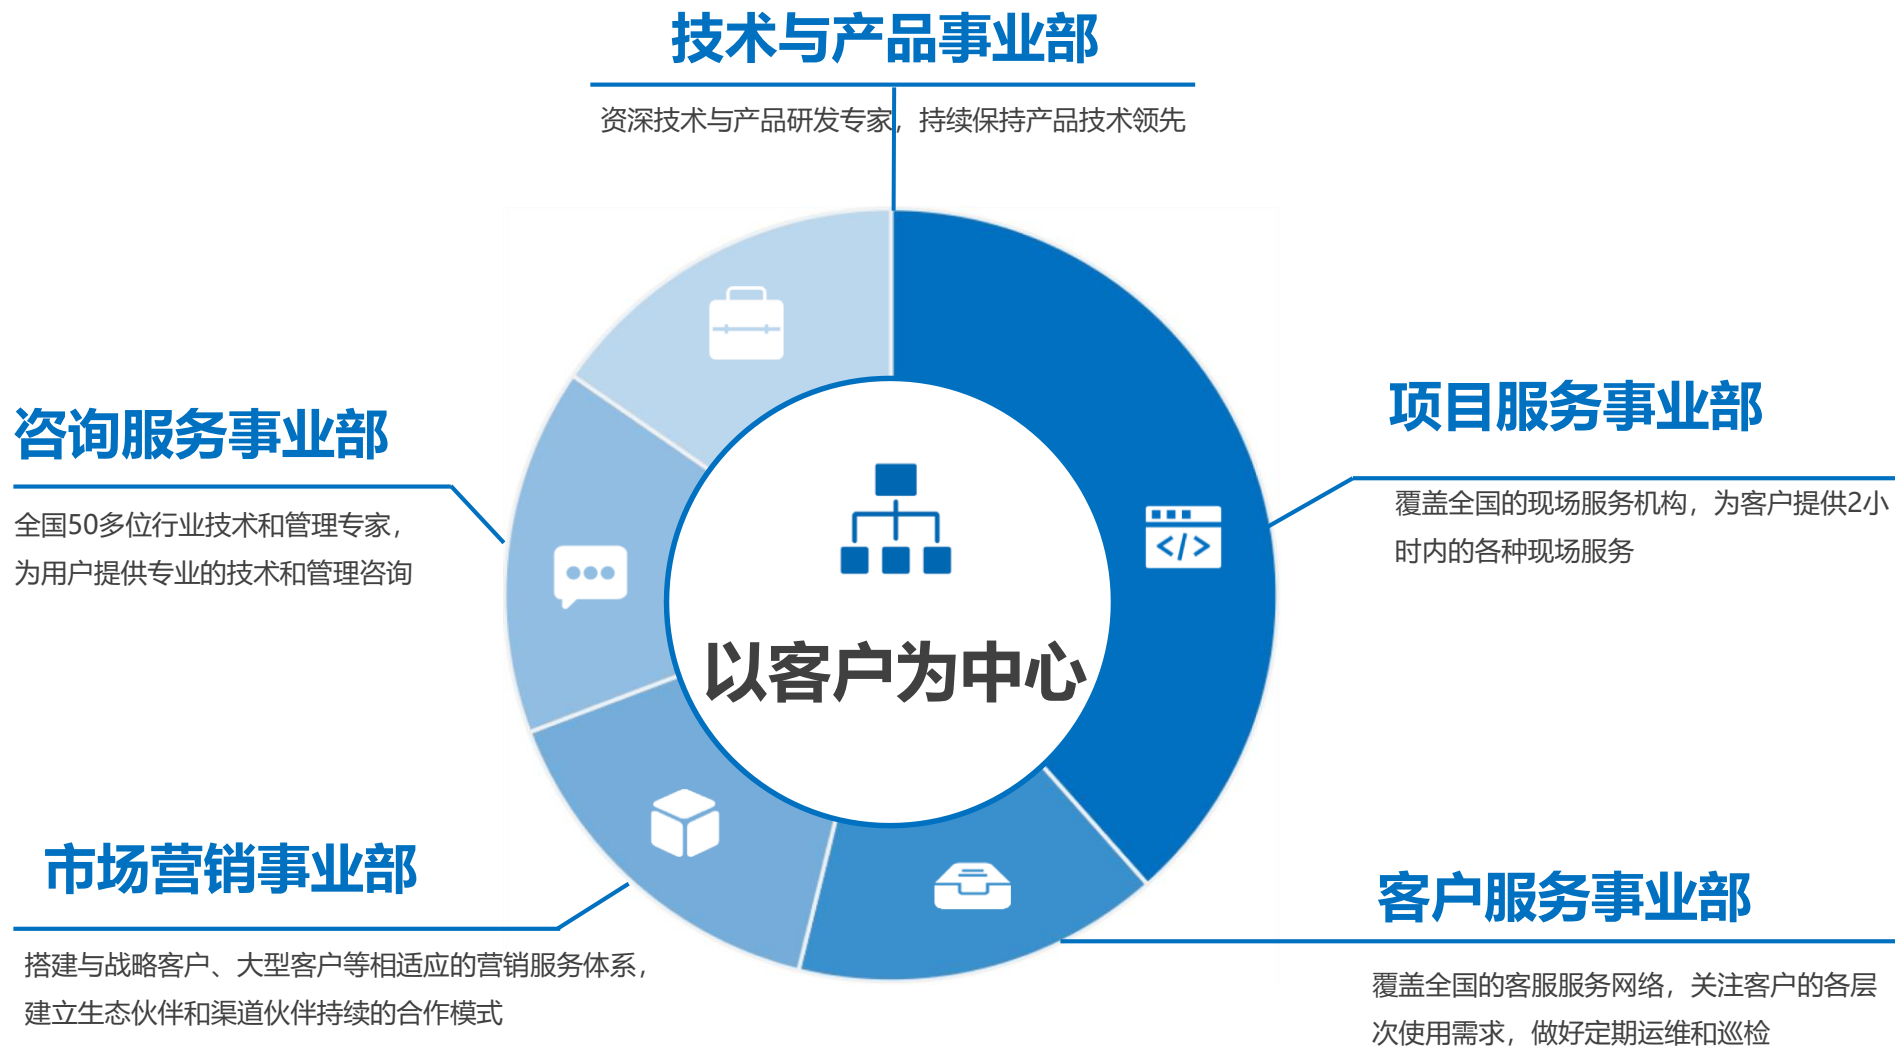 技术与产品事业部
资深技术与产品研发专家，持续保持产品技术领先
咨询服务事业部
全国50多位行业技术和管理专家，
为用户提供专业的技术和管理咨询
项目服务事业部
覆盖全国的现场服务机构，为客户提供2小
时内的各种现场服务
</>
以客户为中心
市场营销事业部
搭建与战略客户、大型客户等相适应的营销服务体系，
建立生态伙伴和渠道伙伴持续的合作模式
客户服务事业部
覆盖全国的客服服务网络，关注客户的各层
次使用需求，做好定期运维和巡检